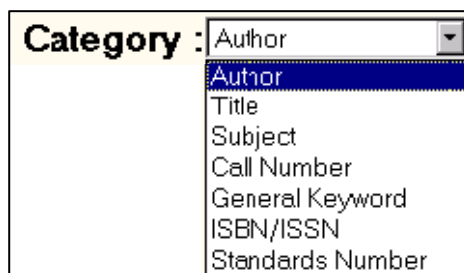 Category : Author
Author
Title
Subject
Call Number
General Keyword
ISBN/ISSN
Standards Number